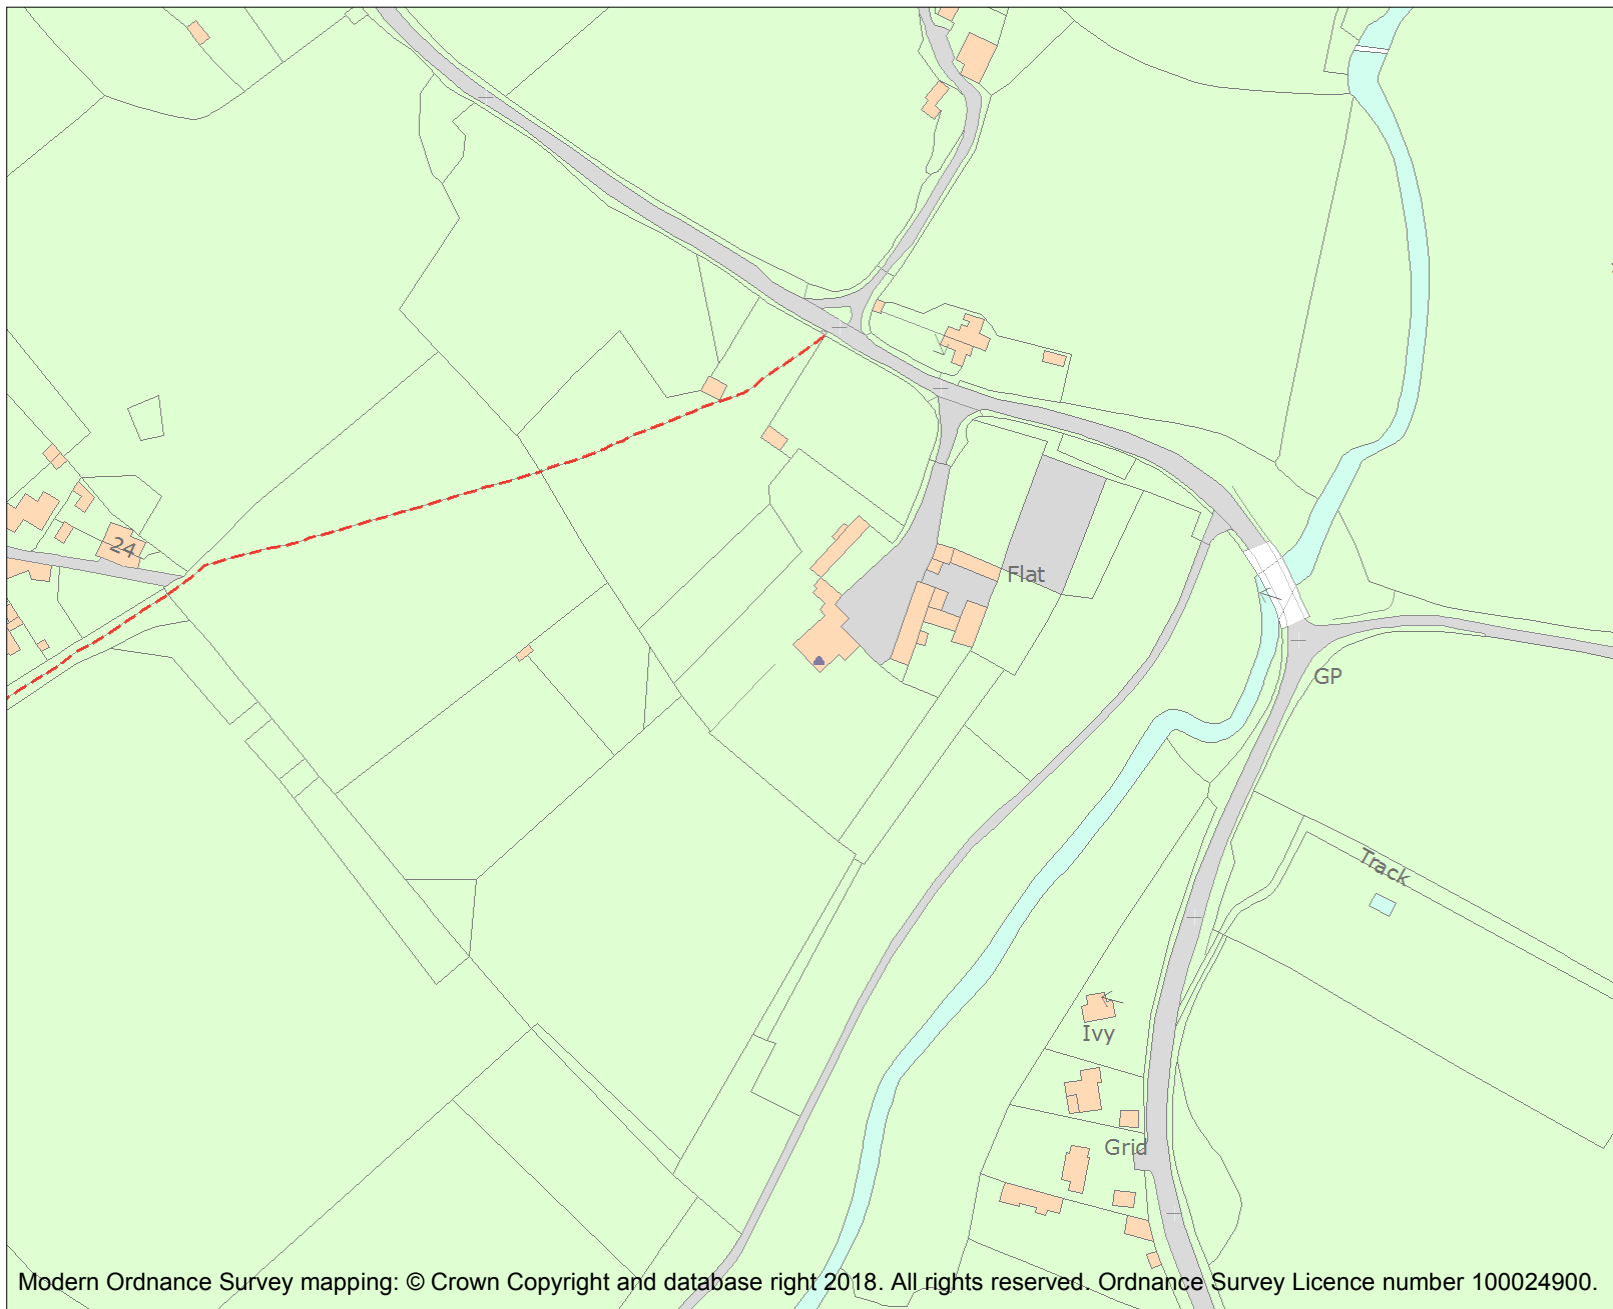 24
Flat
GP
Track
Ivy
Grid
Modern Ordnance Survey mapping: © Crown Copyright and database right 2018. All rights reserved. Ordnance Survey Licence number 100024900.